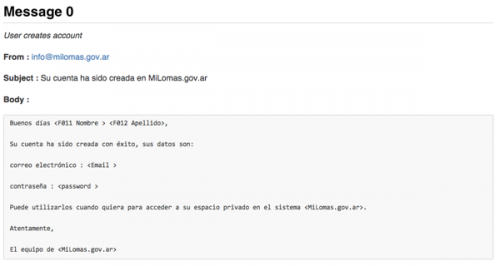 Message 0
User creates account
From : info@milomas.gov.ar
Subject : Su cuenta ha sido creada en MiLomas.gov.ar
Body :
Buenos días <F011 Nombre > <F012 Apellido>,
Su cuenta ha sido creada con éxito, sus datos son:
correo electrónico : <Email >
contraseña : <password >
Puede utilizarlos cuando quiera para acceder a su espacio privado en el sistema <MiLomas.gov.ar>.
Atentamente,
El equipo de <MiLomas.gov.ar>